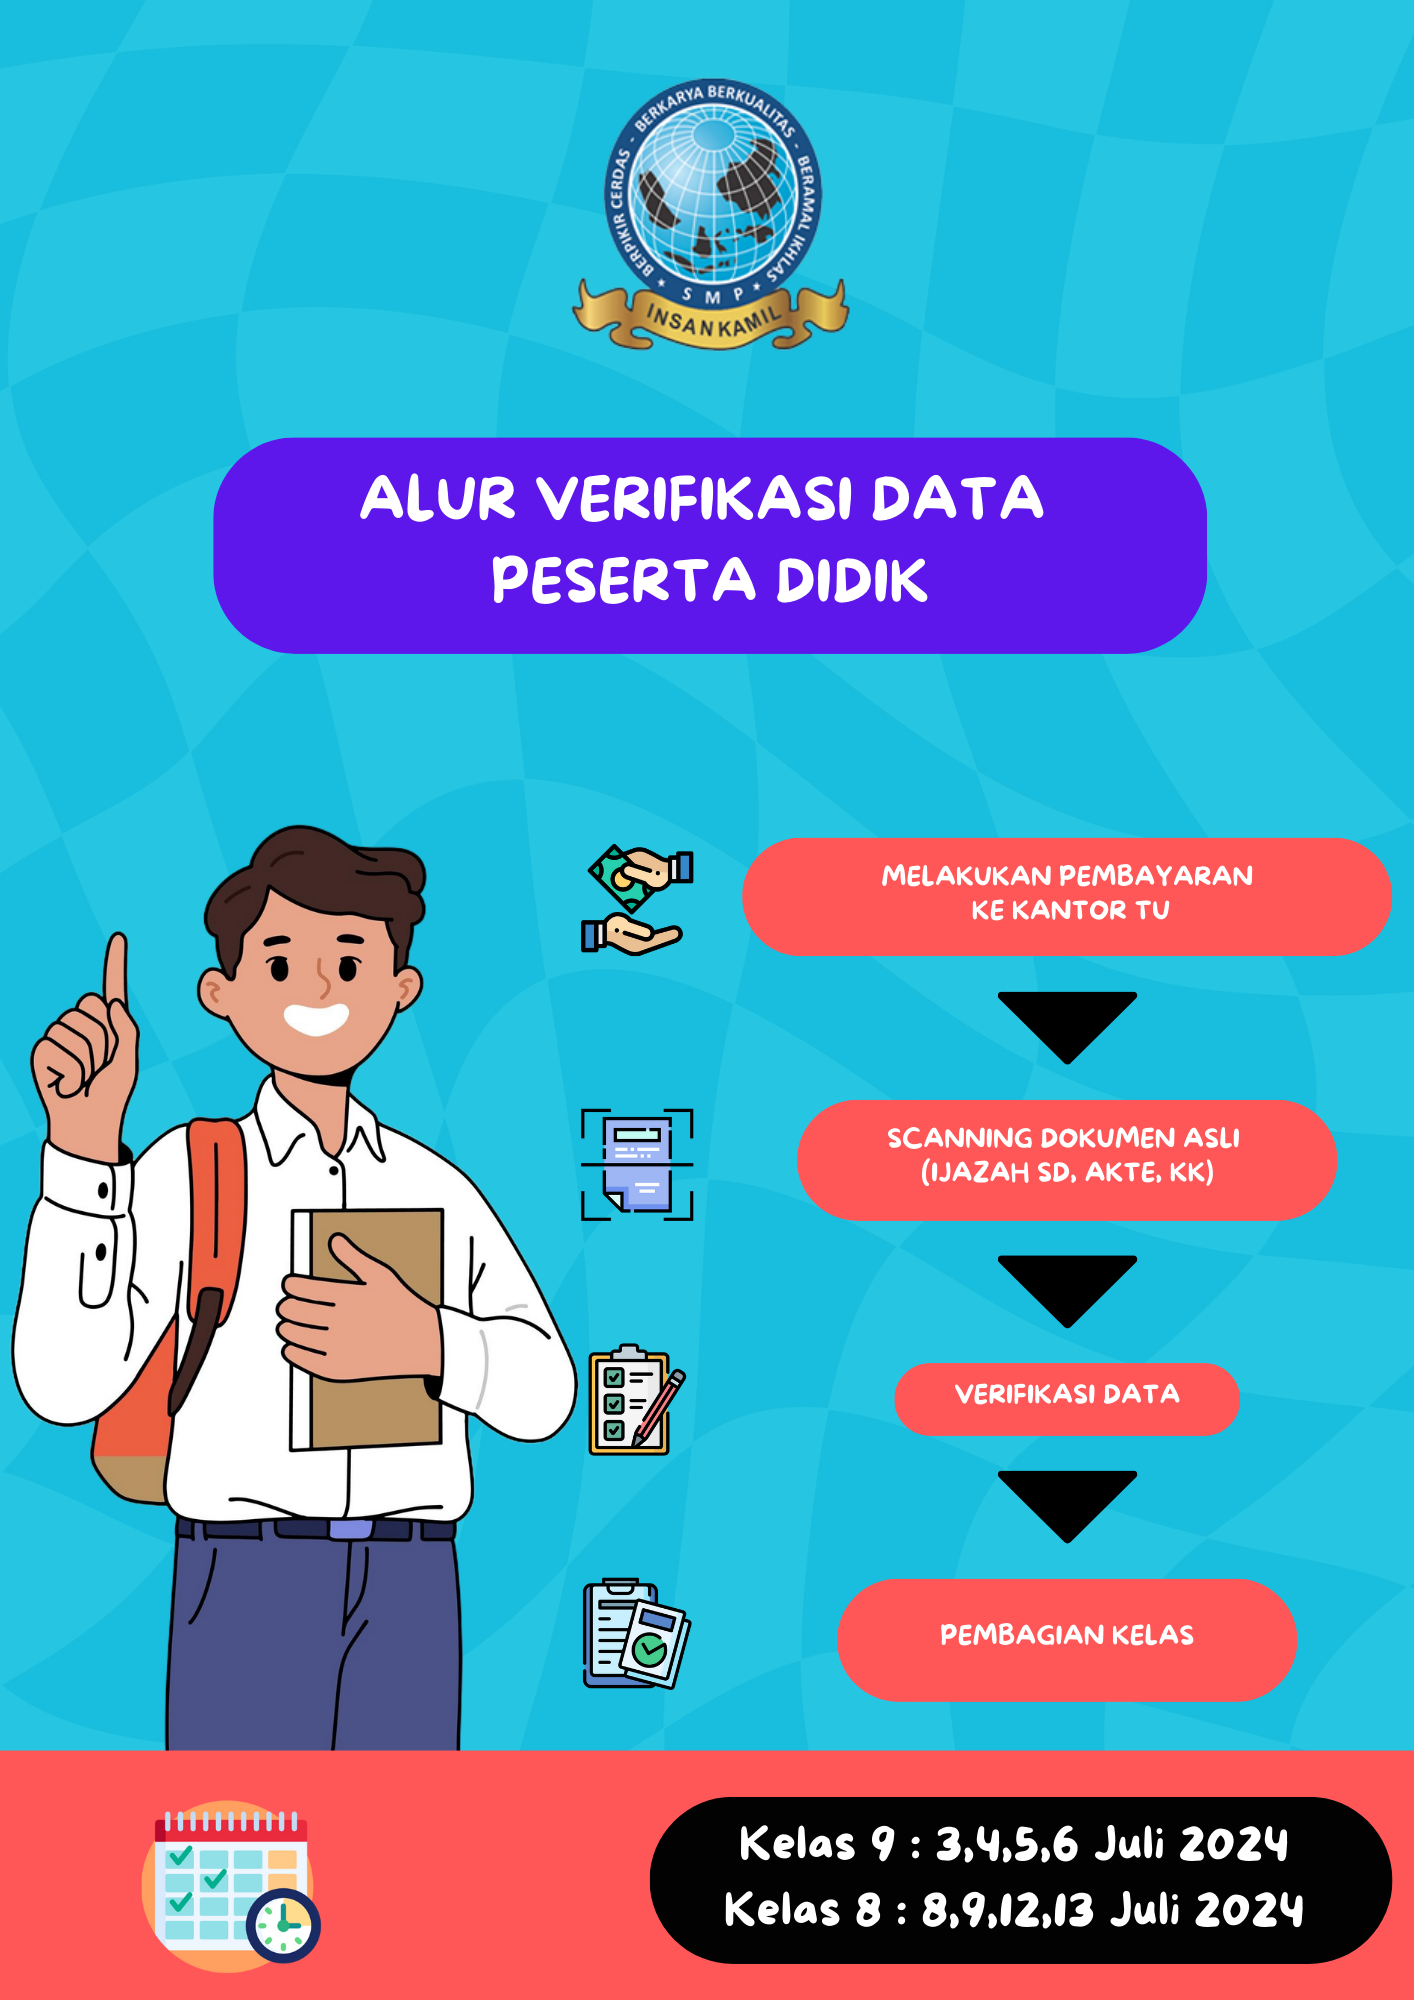 BERPIKIR CERDAS - BERKARYA BERKUALITAS - BERAMAL IKHLAS
* SMP *
INSAN KAMIL
ALUR VERIFIKASI DATA
PESERTA DIDIK
MELAKUKAN PEMBAYARAN
KE KANTOR TU
SCANNING DOKUMEN ASLI
(IJAZAH SD, AKTE, KK)
VERIFIKASI DATA
PEMBAGIAN KELAS
Kelas 9 : 3,4,5,6 Juli 2024
Kelas 8 : 8,9,12,13 Juli 2024